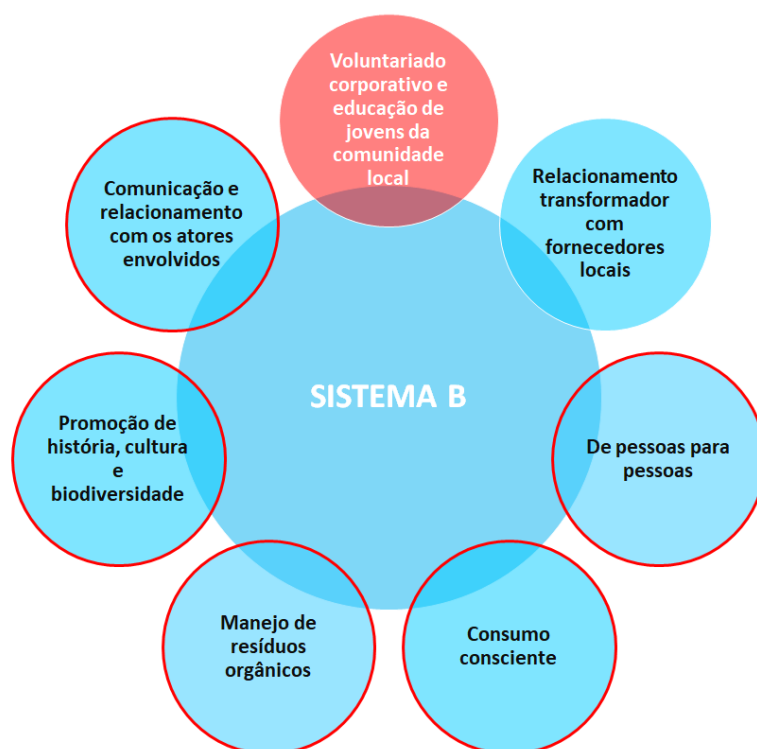 Voluntariado
corporativo e
educação de
jovens da
comunidade
local
Relacionamento
transformador
com
fornecedores
locais
De pessoas para
pessoas
Consumo
consciente
Manejo de
resíduos
orgânicos
Promoção de
história, cultura
e
biodiversidade
Comunicação e
relacionamento
com os atores
envolvidos
SISTEMA B